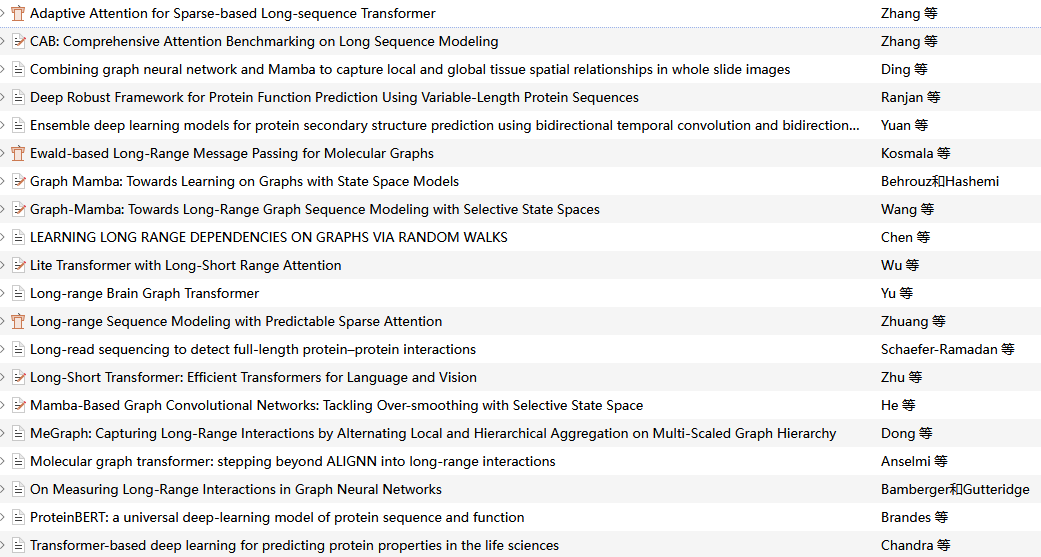 Adaptive Attention for Sparse-based Long-sequence Transformer Zhang 等
CAB: Comprehensive Attention Benchmarking on Long Sequence Modeling Zhang 等
Combining graph neural network and Mamba to capture local and global tissue spatial relationships in whole slide images Ding 等
Deep Robust Framework for Protein Function Prediction Using Variable-Length Protein Sequences Ranjan 等
Ensemble deep learning models for protein secondary structure prediction using bidirectional temporal convolution and bidirection... Yuan 等
Ewald-based Long-Range Message Passing for Molecular Graphs Kosmala 等
Graph Mamba: Towards Learning on Graphs with State Space Models Behrouz和Hashemi
Graph-Mamba: Towards Long-Range Graph Sequence Modeling with Selective State Spaces Wang 等
LEARNING LONG RANGE DEPENDENCIES ON GRAPHS VIA RANDOM WALKS Chen 等
Lite Transformer with Long-Short Range Attention Wu 等
Long-range Brain Graph Transformer Yu 等
Long-range Sequence Modeling with Predictable Sparse Attention Zhuang 等
Long-read sequencing to detect full-length protein–protein interactions Schaefer-Ramadan 等
Long-Short Transformer: Efficient Transformers for Language and Vision Zhu 等
Mamba-Based Graph Convolutional Networks: Tackling Over-smoothing with Selective State Space He 等
MeGraph: Capturing Long-Range Interactions by Alternating Local and Hierarchical Aggregation on Multi-Scaled Graph Hierarchy Dong 等
Molecular graph transformer: stepping beyond ALIGNN into long-range interactions Anselmi 等
On Measuring Long-Range Interactions in Graph Neural Networks Bamberger和Gutteridge
ProteinBERT: a universal deep-learning model of protein sequence and function Brandes 等
Transformer-based deep learning for predicting protein properties in the life sciences Chandra 等